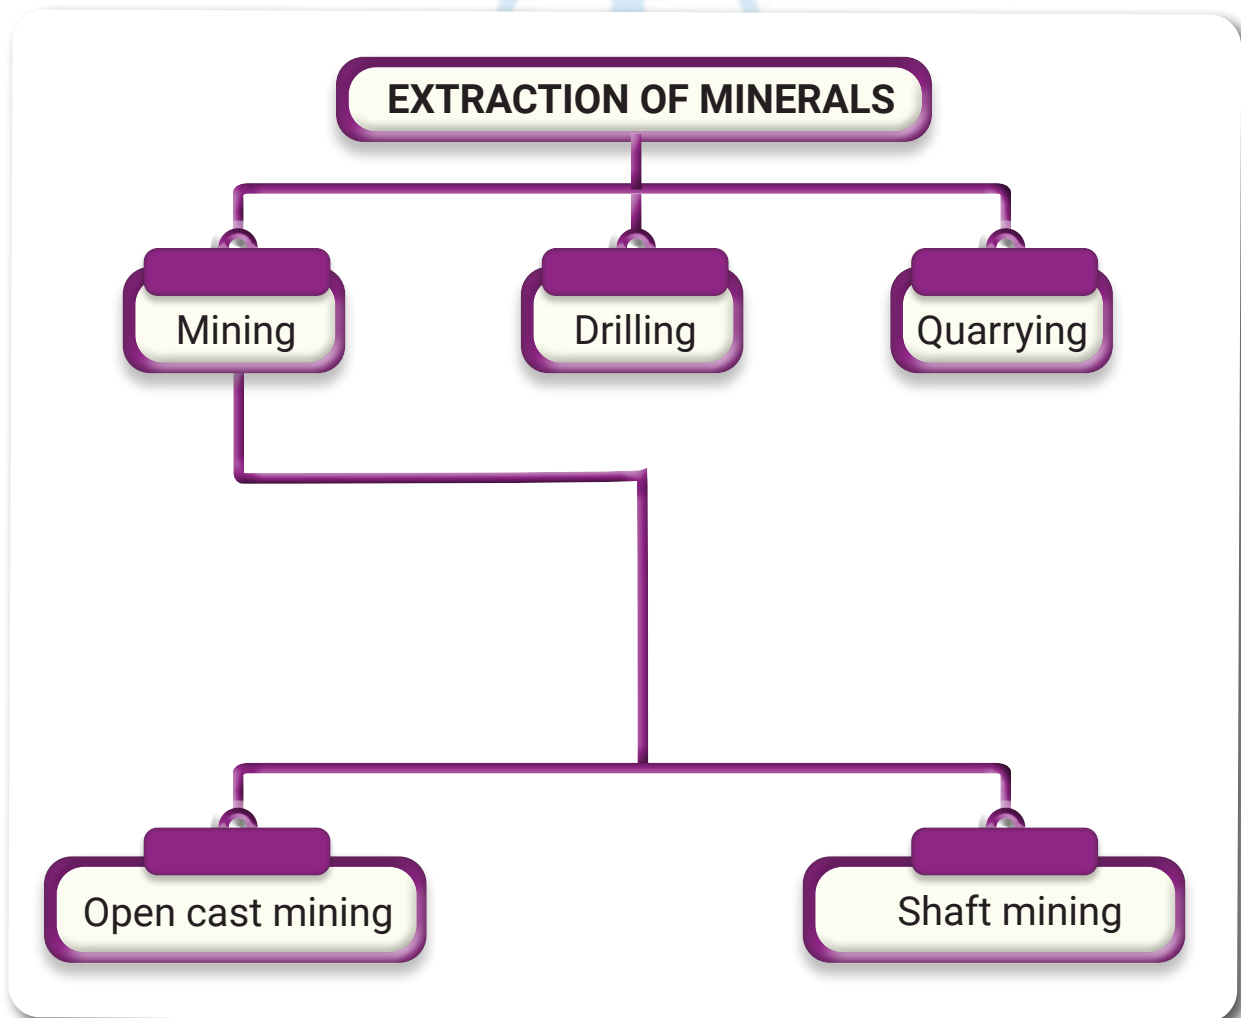 EXTRACTION OF MINERALS
Mining
Drilling
Quarrying
Open cast mining
Shaft mining